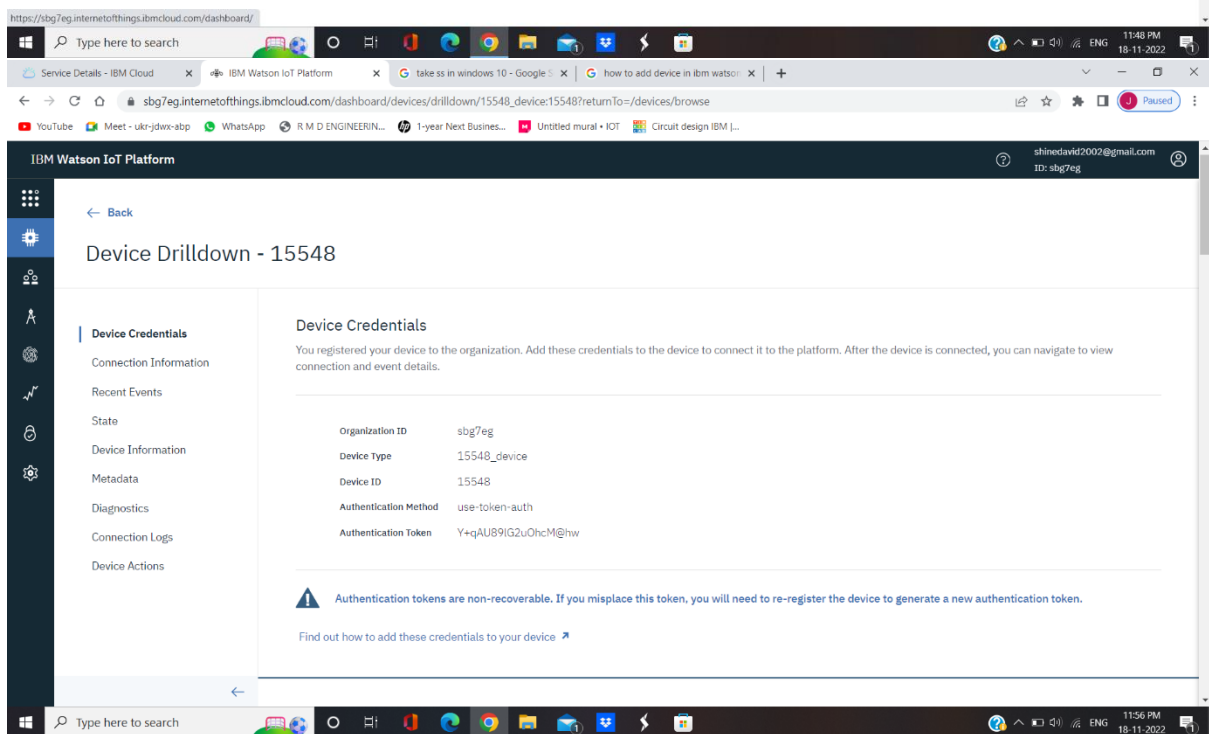 https://sbg7eg.internetofthings.ibmcloud.com/dashboard/
Type here to search
ENG
11:48 PM
18-11-2022
Service Details - IBM Cloud
IBM Watson IoT Platform
take ss in windows 10 - Google S
how to add device in ibm watson
sbg7eg.internetofthings.ibmcloud.com/dashboard/devices/drilldown/15548_device:15548?returnTo=/devices/browse
J Paused
YouTube
Meet - ukr-jdwx-abp
WhatsApp
R M D ENGINEERIN...
1-year Next Busines...
Untitled mural • IOT
Circuit design IBM |...
IBM Watson IoT Platform
shinedavid2002@gmail.com
ID: sbg7eg
← Back
Device Drilldown - 15548
Device Credentials
Connection Information
Recent Events
State
Device Information
Metadata
Diagnostics
Connection Logs
Device Actions
Device Credentials
You registered your device to the organization. Add these credentials to the device to connect it to the platform. After the device is connected, you can navigate to view
connection and event details.
Organization ID sbg7eg
Device Type 15548_device
Device ID 15548
Authentication Method use-token-auth
Authentication Token Y+qAU89lG2uOhcM@hw
Authentication tokens are non-recoverable. If you misplace this token, you will need to re-register the device to generate a new authentication token.
Find out how to add these credentials to your device
Type here to search
ENG
11:56 PM
18-11-2022